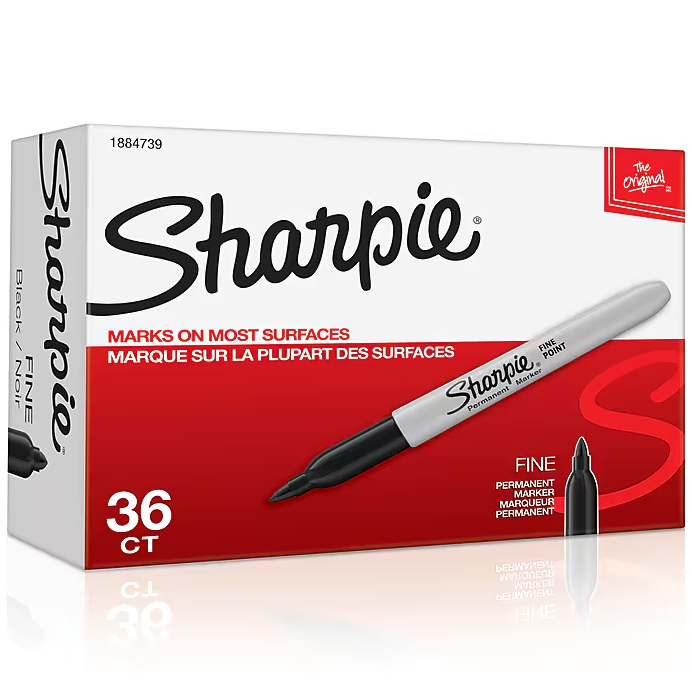 1884739
The
Original
Sharpie®
MARKS ON MOST SURFACES
MARQUE SUR LA PLUPART DES SURFACES
Sharpie®
Permanent Marker
FINE
POINT
36
CT
FINE
PERMANENT
MARKER
MARQUEUR
PERMANENT
Sharpie®
FINE
Black / Noir